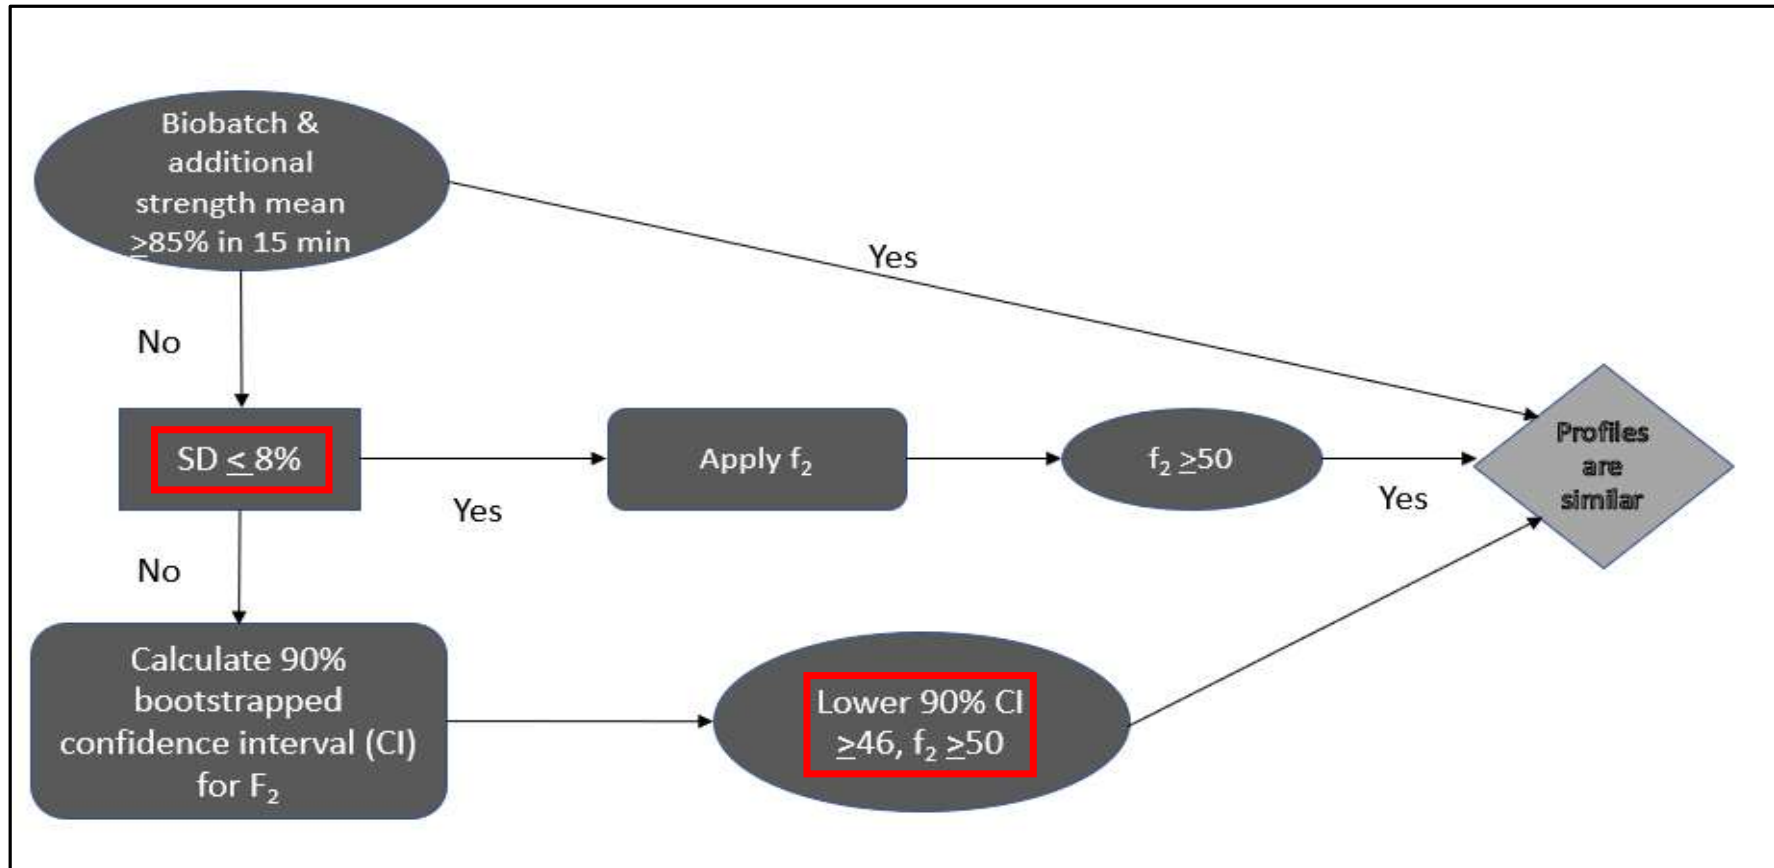 Biobatch &
additional
strength mean
≥85% in 15 min
Yes
No
SD ≤ 8%
Yes
Apply f₂
f₂ ≥50
Yes
Profiles
are
similar
No
Calculate 90%
bootstrapped
confidence interval (CI)
for F₂
Lower 90% CI
≥46, f₂ ≥50